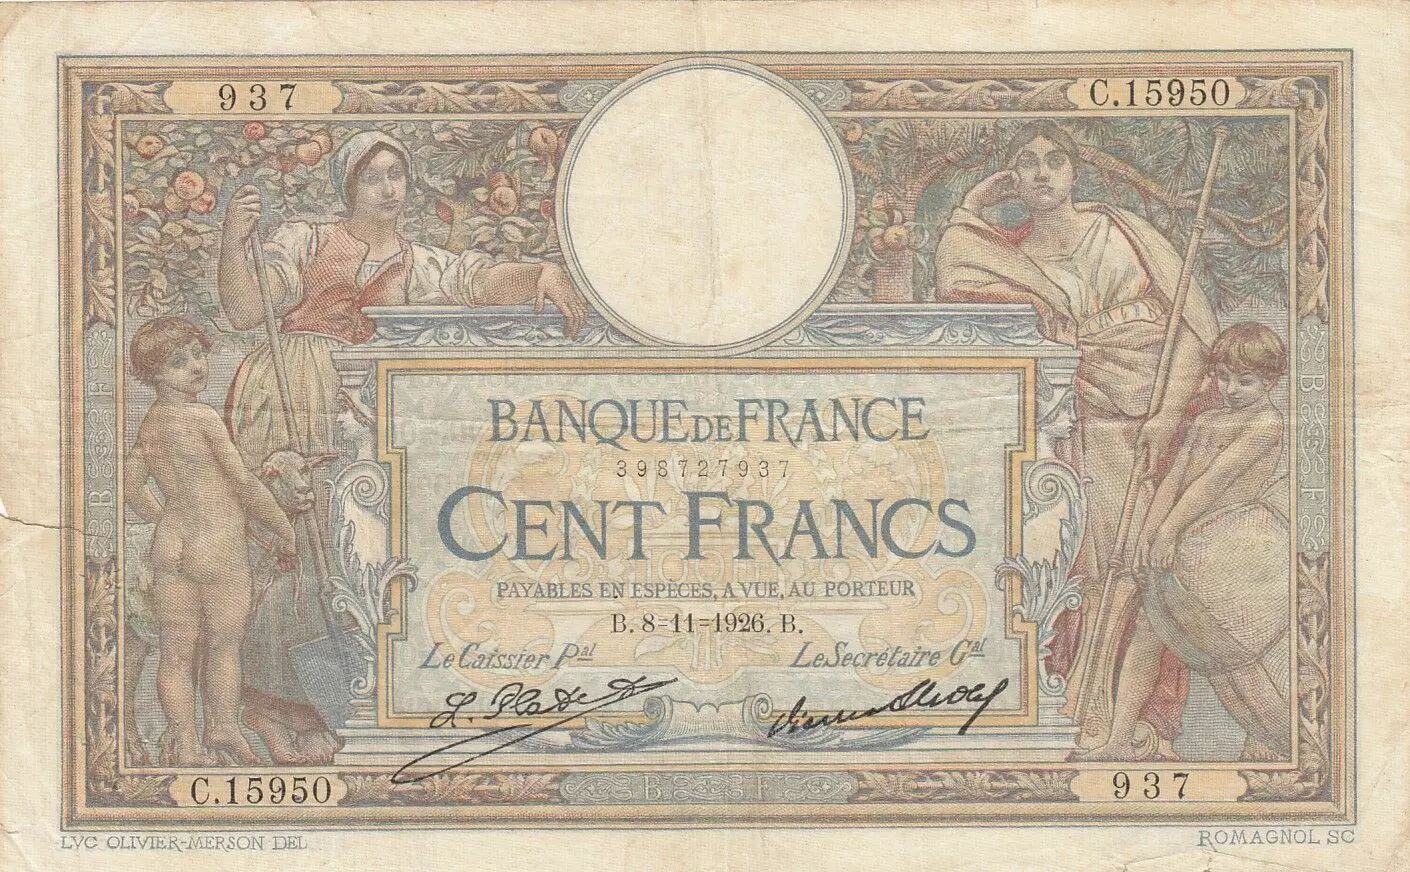 937 C.15950
BANQUE DE FRANCE
398727937
CENT FRANCS
PAYABLES EN ESPÈCES, A VUE, AU PORTEUR
B. 8=11=1926. B.
Le Caissier Pal Le Secrétaire Gal
C.15950 B F 937
LVC OLIVIER-MERSON DEL ROMAGNOL SC